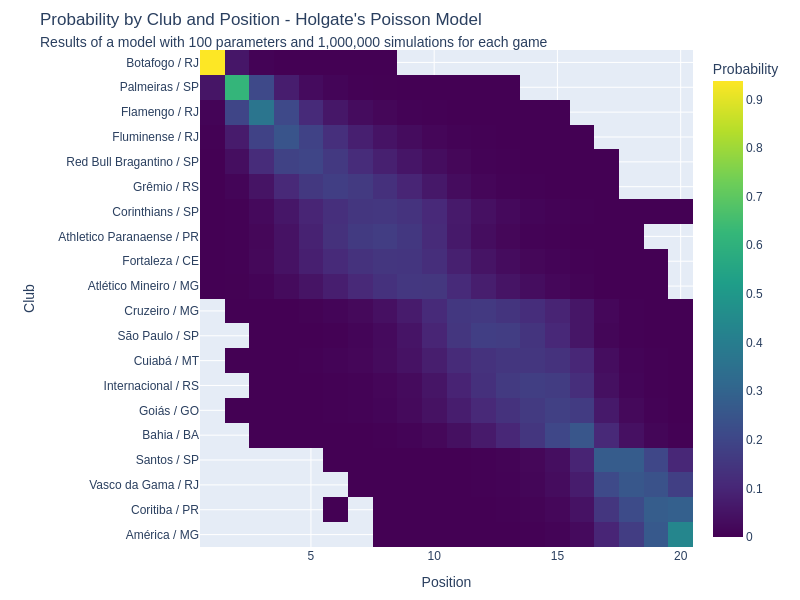 Probability by Club and Position - Holgate's Poisson Model
Results of a model with 100 parameters and 1,000,000 simulations for each game
Probability
Club
Botafogo / RJ
Palmeiras / SP
Flamengo / RJ
Fluminense / RJ
Red Bull Bragantino / SP
Grêmio / RS
Corinthians / SP
Athletico Paranaense / PR
Fortaleza / CE
Atlético Mineiro / MG
Cruzeiro / MG
São Paulo / SP
Cuiabá / MT
Internacional / RS
Goiás / GO
Bahia / BA
Santos / SP
Vasco da Gama / RJ
Coritiba / PR
América / MG
0.9
0.8
0.7
0.6
0.5
0.4
0.3
0.2
0.1
0
5
10
15
20
Position